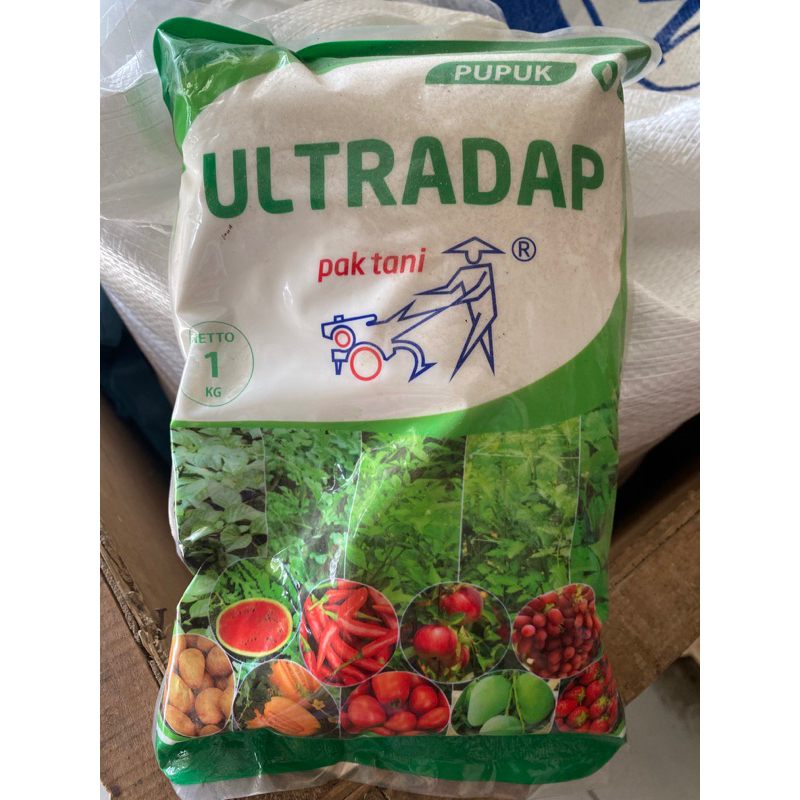 PUPUK
ULTRADAP
pak tani ®
NETTO
1
KG